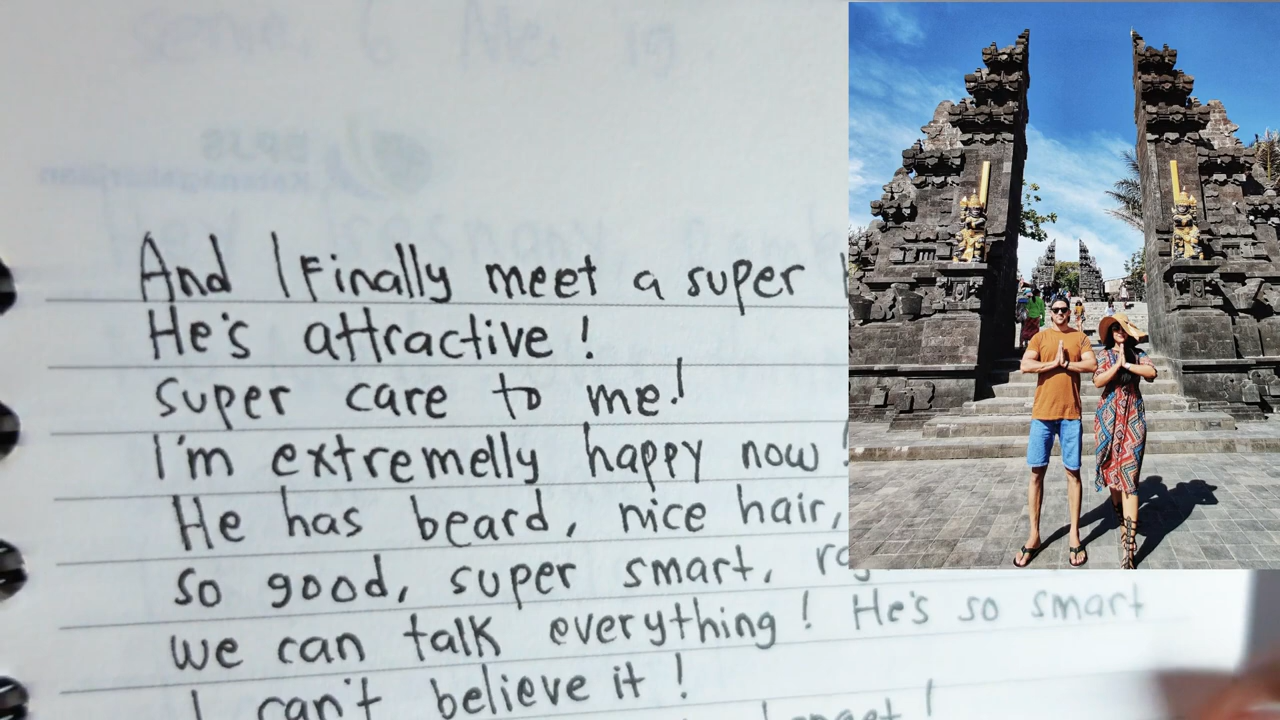 And I Finally meet a super
He's attractive!
super care to me!
I'm extremelly happy now!
He has beard, nice hair,
so good, super smart,
we can talk everything! He's so smart
I can't believe it!